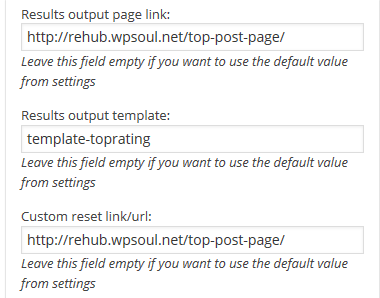 Results output page link:
http://rehub.wpsoul.net/top-post-page/
Leave this field empty if you want to use the default value
from settings
Results output template:
template-toprating
Leave this field empty if you want to use the default value
from settings
Custom reset link/url:
http://rehub.wpsoul.net/top-post-page/
Leave this field empty if you want to use the default value
from settings